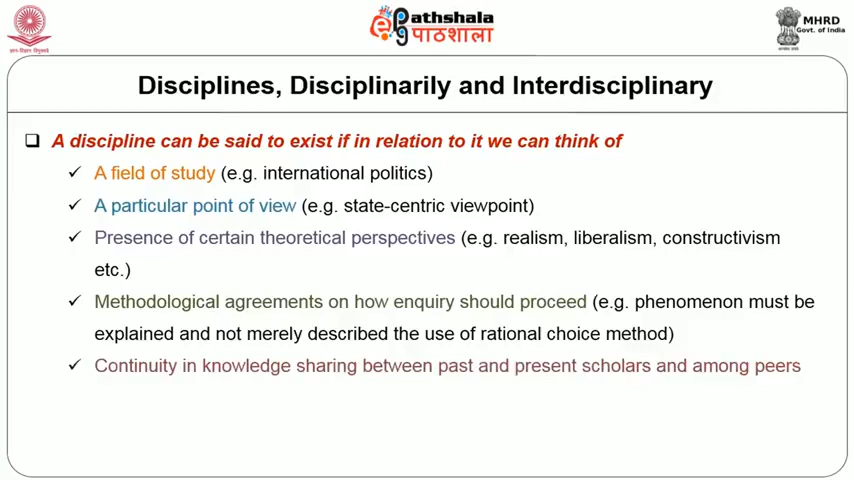 ePathshala
पाठशाला
MHRD
Govt. of India
Disciplines, Disciplinarily and Interdisciplinary
A discipline can be said to exist if in relation to it we can think of
A field of study (e.g. international politics)
A particular point of view (e.g. state-centric viewpoint)
Presence of certain theoretical perspectives (e.g. realism, liberalism, constructivism
etc.)
Methodological agreements on how enquiry should proceed (e.g. phenomenon must be
explained and not merely described the use of rational choice method)
Continuity in knowledge sharing between past and present scholars and among peers